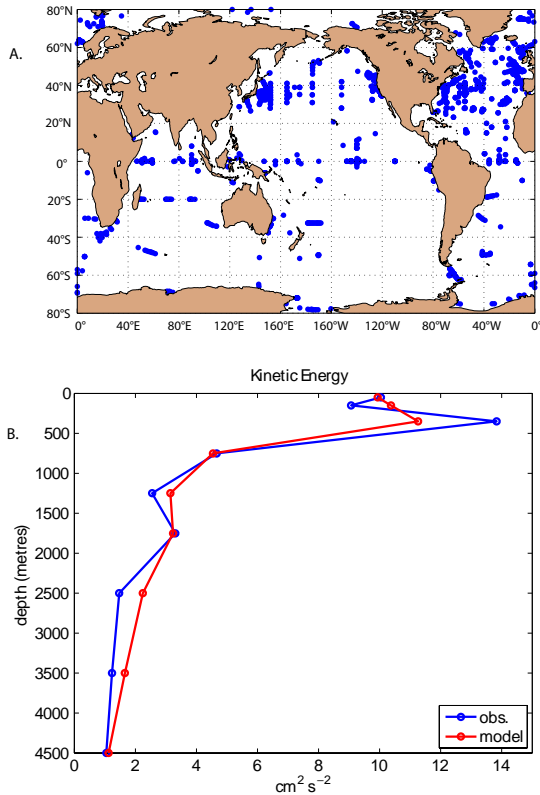 A.
80°N
60°N
40°N
20°N
0°
20°S
40°S
60°S
80°S
0° 40°E 80°E 120°E 160°E 160°W 120°W 80°W 40°W 0°
Kinetic Energy
B.
0
500
1000
1500
2000
2500
3000
3500
4000
4500
depth (metres)
0 2 4 6 8 10 12 14
cm² s⁻²
obs.
model